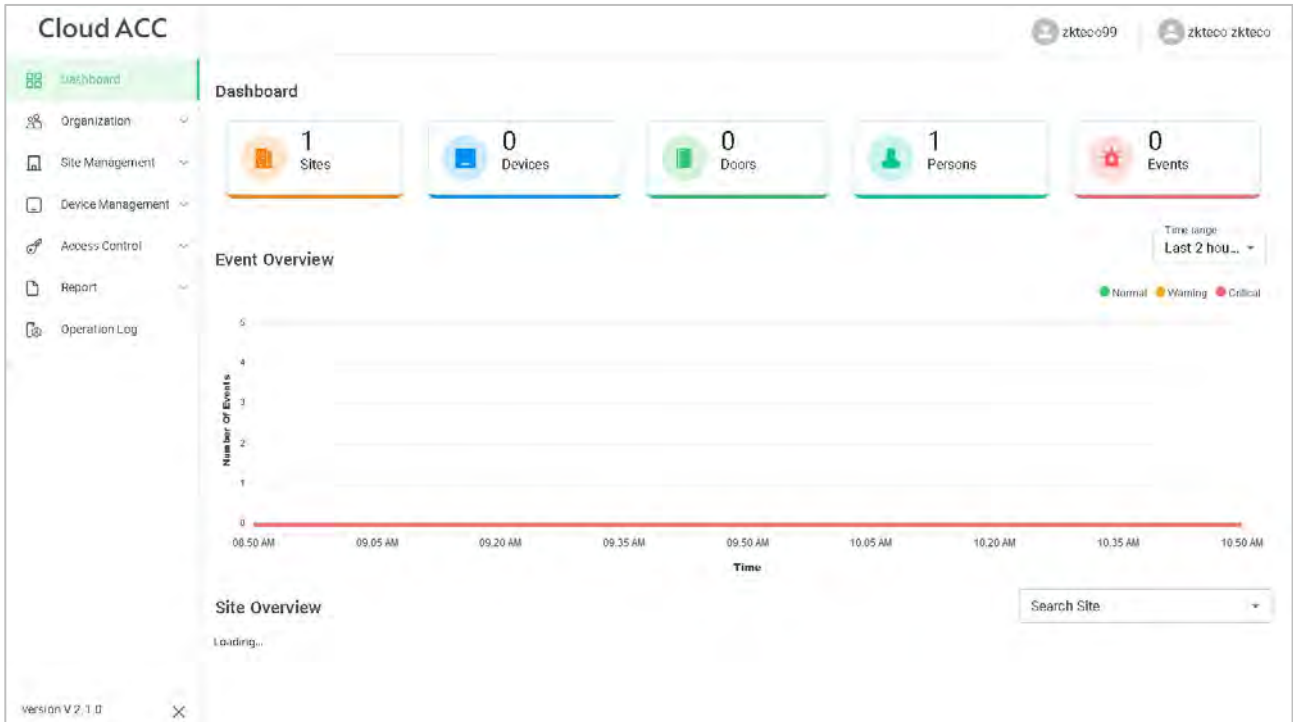 Cloud ACC
zkteco99
zkteco zkteco
Dashboard
Organization
Site Management
Device Management
Access Control
Report
Operation Log
version V 2.1.0
Dashboard
1
Sites
0
Devices
0
Doors
1
Persons
0
Events
Event Overview
Time range
Last 2 hou...
Normal
Warning
Critical
Number Of Events
5
4
3
2
1
0
08.50 AM
09.05 AM
09.20 AM
09.35 AM
09.50 AM
10.05 AM
10.20 AM
10.35 AM
10.50 AM
Time
Site Overview
Search Site
Loading...